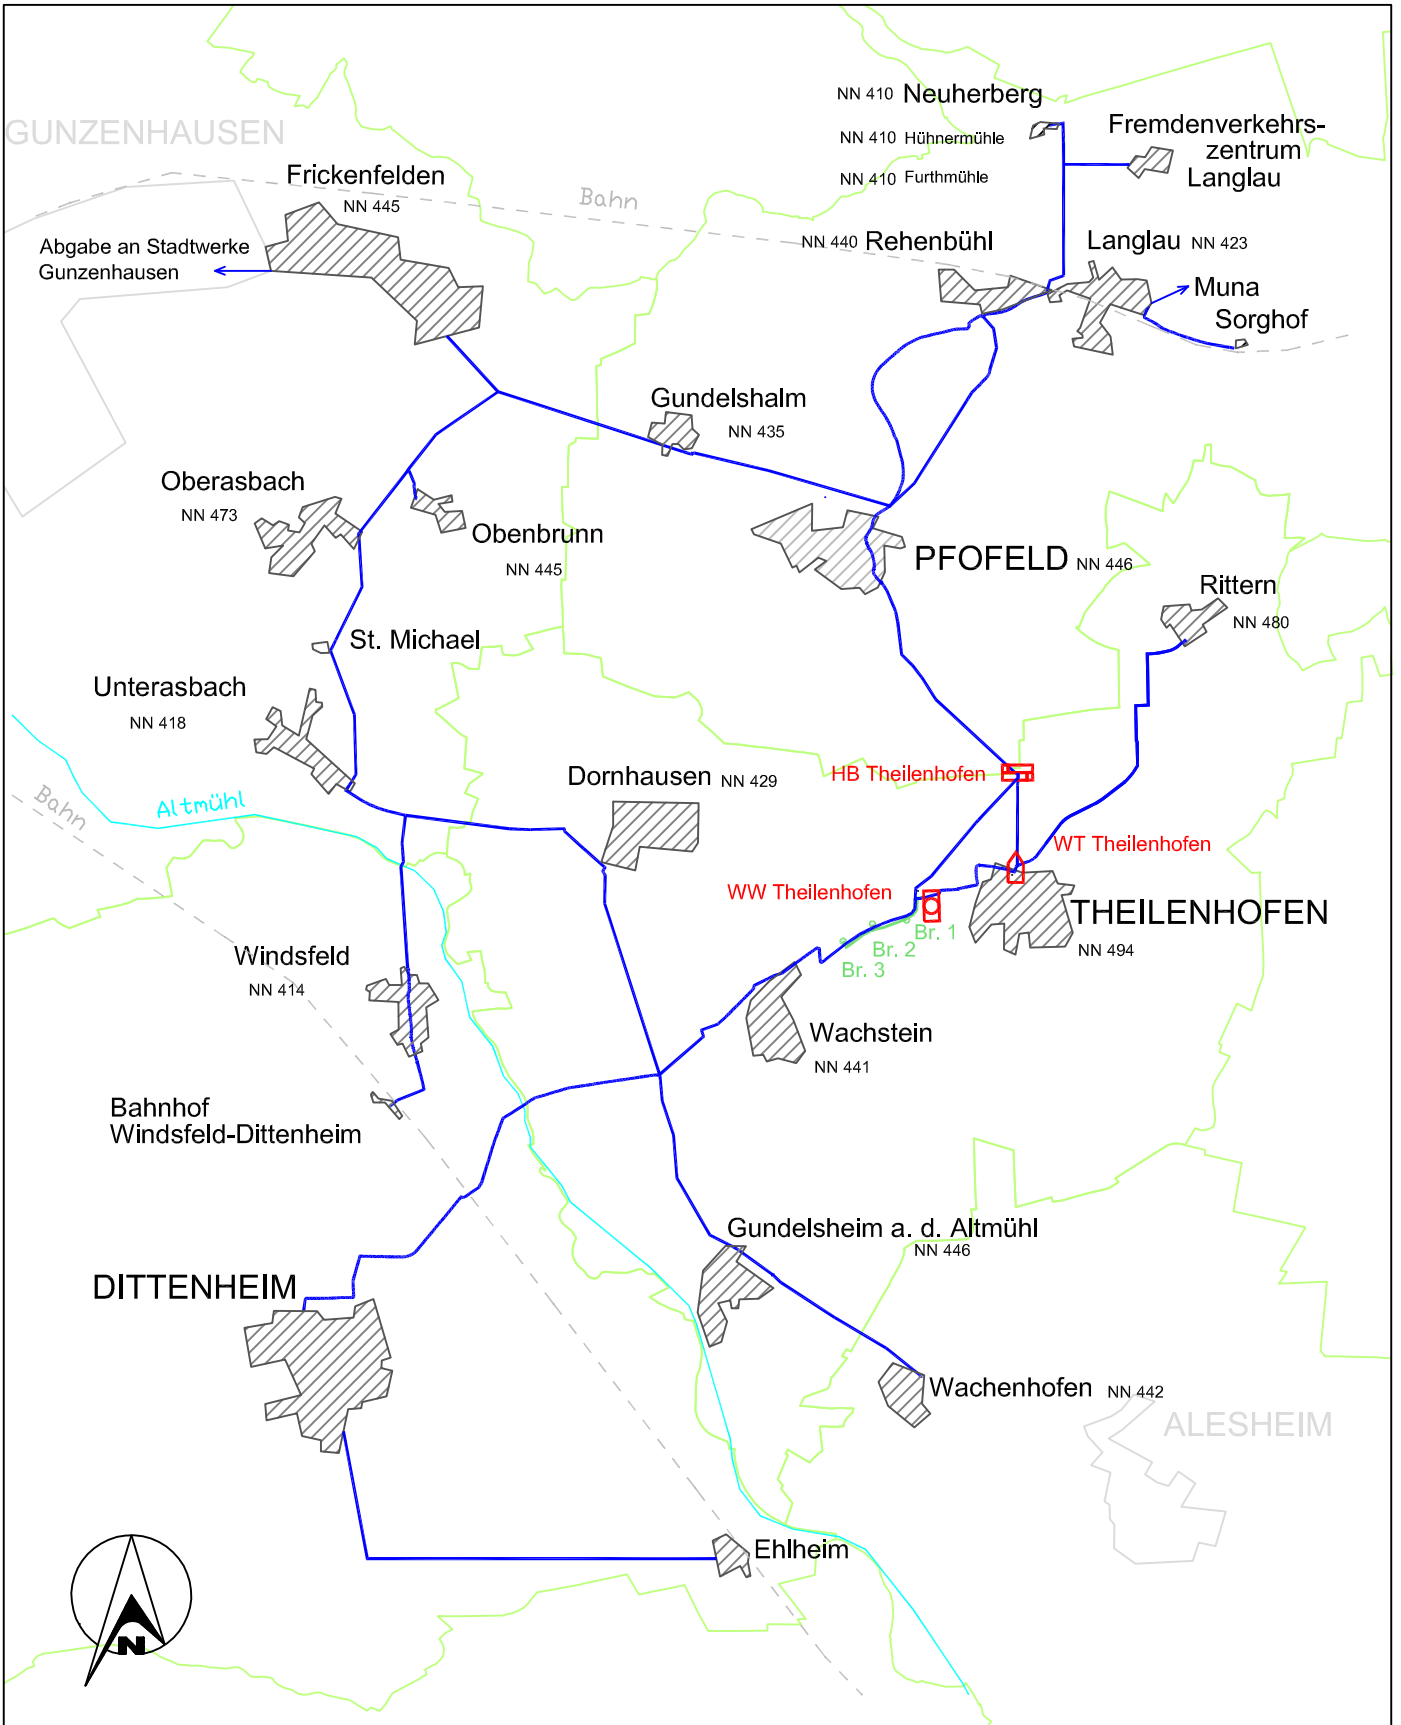 NN 410 Neuherberg
Fremdenverkehrs-
zentrum
Langlau
GUNZENHAUSEN
NN 410 Hühnermühle
NN 410 Furthmühle
Frickenfelden
NN 445
Bahn
NN 440 Rehenbühl
Langlau NN 423
Abgabe an Stadtwerke
Gunzenhausen
Muna
Sorghof
Gundelshalm
NN 435
Oberasbach
NN 473
Obenbrunn
NN 445
PFOFELD NN 446
Rittern
NN 480
St. Michael
Unterasbach
NN 418
Dornhausen NN 429
HB Theilenhofen
Bahn
Altmühl
WT Theilenhofen
WW Theilenhofen
THEILENHOFEN
NN 494
Br. 1
Br. 2
Br. 3
Windsfeld
NN 414
Wachstein
NN 441
Bahnhof
Windsfeld-Dittenheim
Gundelsheim a. d. Altmühl
NN 446
DITTENHEIM
Wachenhofen NN 442
ALESHEIM
Ehlheim
N